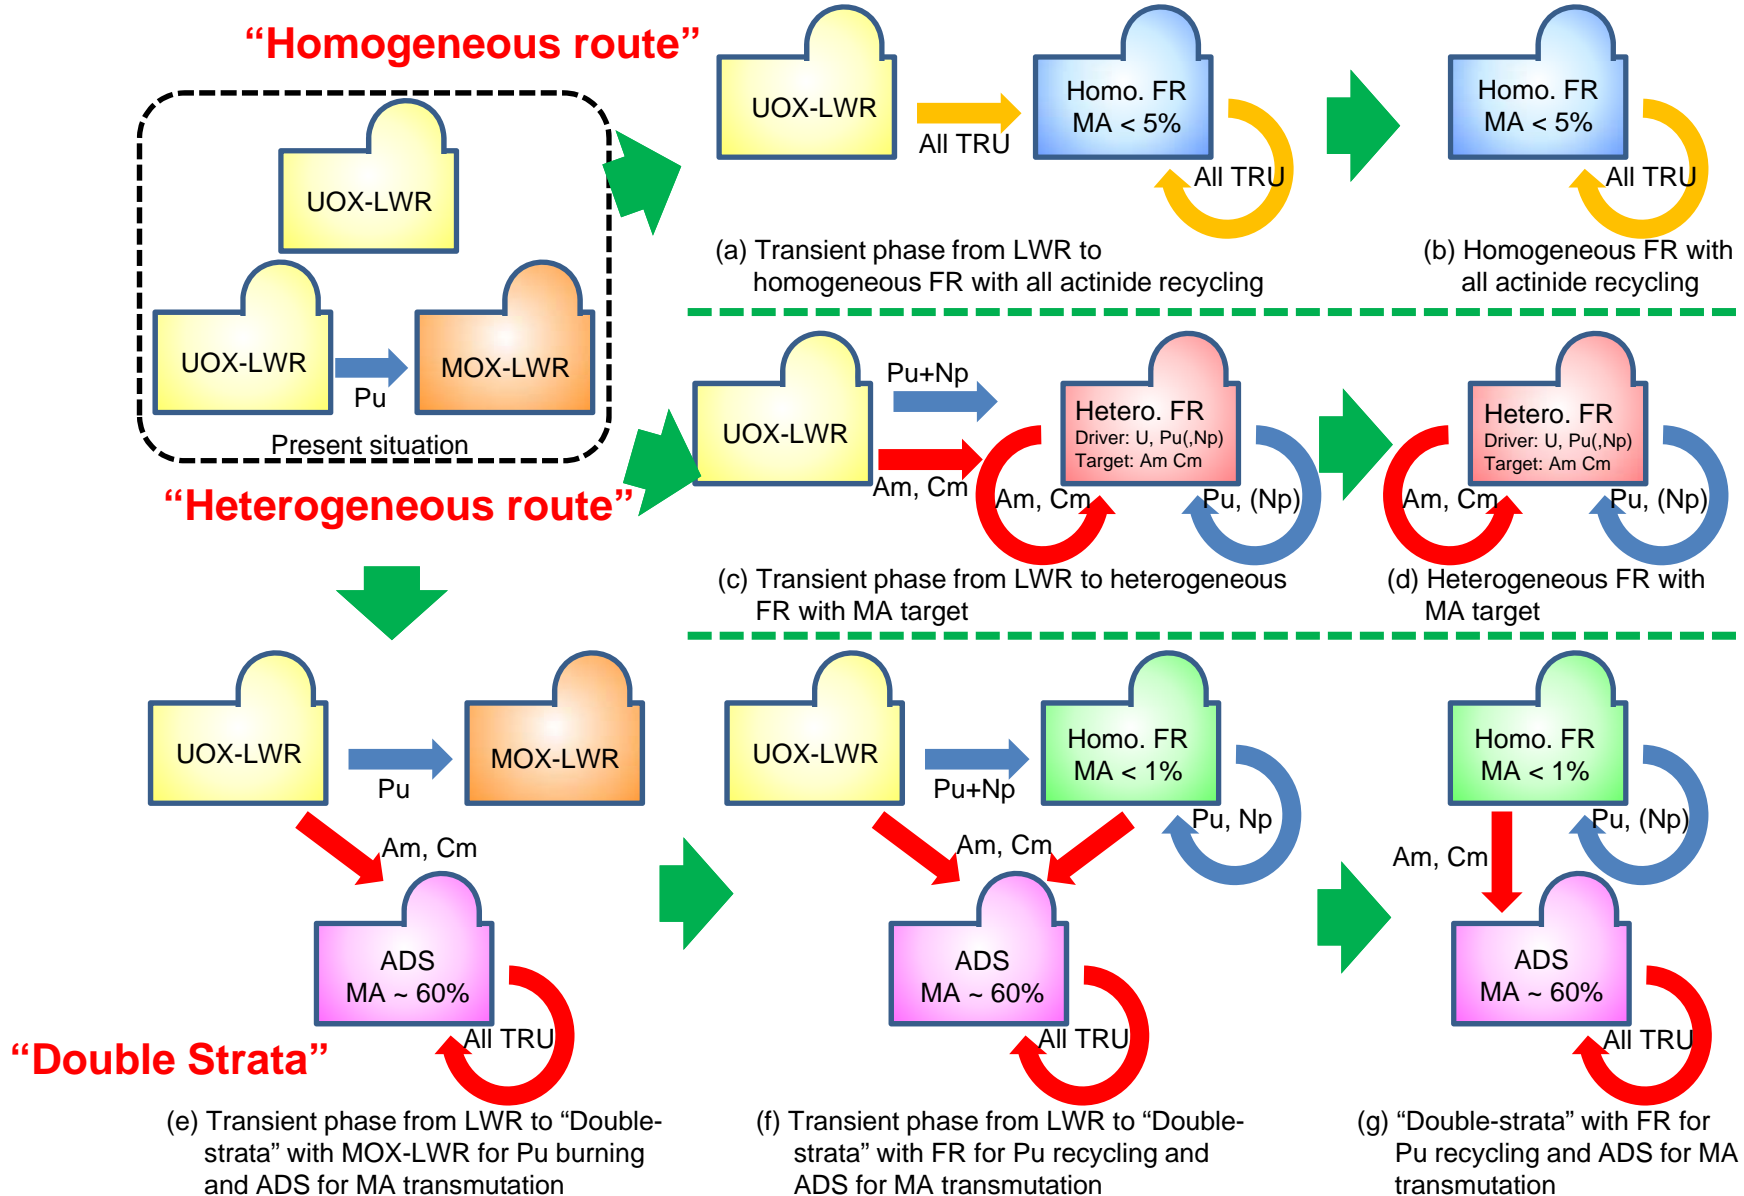 “Homogeneous route”
UOX-LWR
UOX-LWR
Pu
MOX-LWR
Present situation
UOX-LWR
All TRU
Homo. FR
MA < 5%
All TRU
(a) Transient phase from LWR to
homogeneous FR with all actinide recycling
Homo. FR
MA < 5%
All TRU
(b) Homogeneous FR with
all actinide recycling
“Heterogeneous route”
UOX-LWR
Pu+Np
Am, Cm
Hetero. FR
Driver: U, Pu(,Np)
Target: Am Cm
Am, Cm
Pu, (Np)
(c) Transient phase from LWR to heterogeneous
FR with MA target
Hetero. FR
Driver: U, Pu(,Np)
Target: Am Cm
Am, Cm
Pu, (Np)
(d) Heterogeneous FR with
MA target
“Double Strata”
UOX-LWR
Pu
MOX-LWR
Am, Cm
ADS
MA ~ 60%
All TRU
(e) Transient phase from LWR to “Double-
strata” with MOX-LWR for Pu burning
and ADS for MA transmutation
UOX-LWR
Pu+Np
Homo. FR
MA < 1%
Pu, Np
Am, Cm
ADS
MA ~ 60%
All TRU
(f) Transient phase from LWR to “Double-
strata” with FR for Pu recycling and
ADS for MA transmutation
Homo. FR
MA < 1%
Pu, (Np)
Am, Cm
ADS
MA ~ 60%
All TRU
(g) “Double-strata” with FR for
Pu recycling and ADS for MA
transmutation